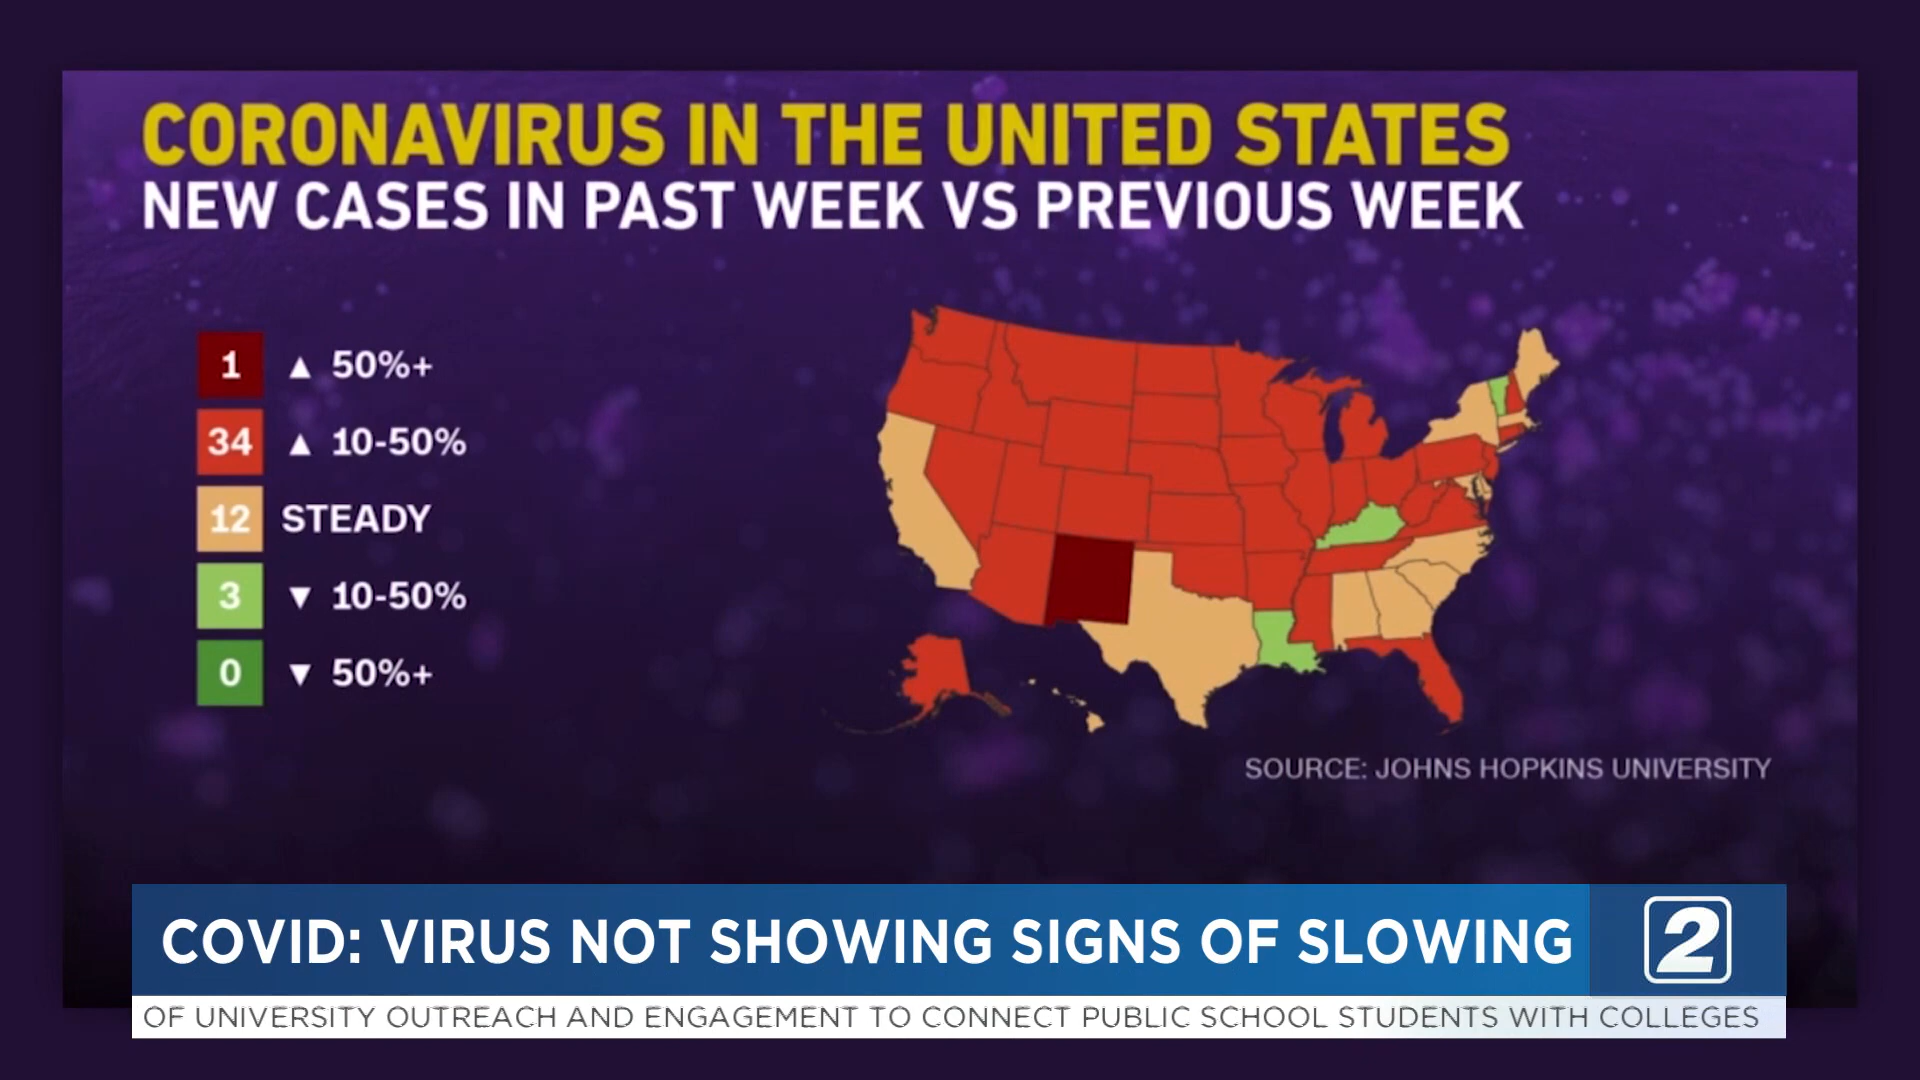 CORONAVIRUS IN THE UNITED STATES
NEW CASES IN PAST WEEK VS PREVIOUS WEEK
1 ▲ 50%+
34 ▲ 10-50%
12 STEADY
3 ▼ 10-50%
0 ▼ 50%+
SOURCE: JOHNS HOPKINS UNIVERSITY
COVID: VIRUS NOT SHOWING SIGNS OF SLOWING
2
OF UNIVERSITY OUTREACH AND ENGAGEMENT TO CONNECT PUBLIC SCHOOL STUDENTS WITH COLLEGES